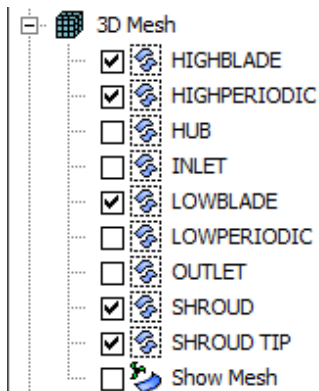 3D Mesh
HIGHBLADE
HIGHPERIODIC
HUB
INLET
LOWBLADE
LOWPERIODIC
OUTLET
SHROUD
SHROUD TIP
Show Mesh